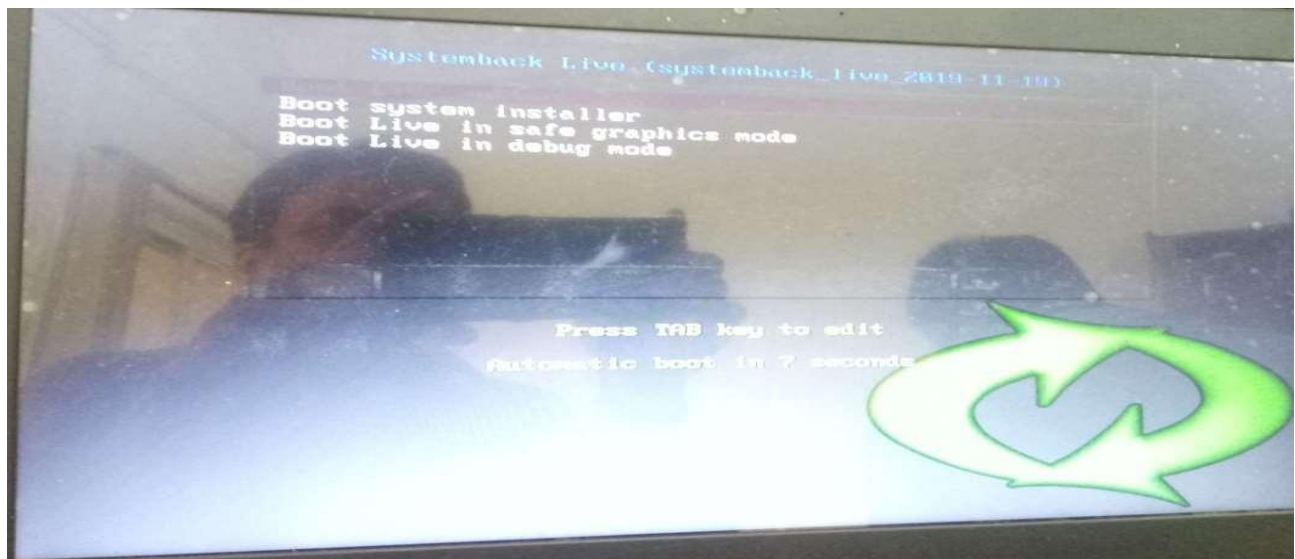 Systemback Live (systemback_live_2019-11-19)
Boot system installer
Boot Live in safe graphics mode
Boot Live in debug mode
Press TAB key to edit
Automatic boot in 7 seconds